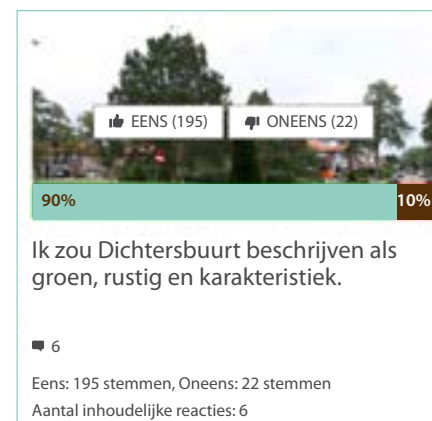 EENS (195) ONEENS (22)
90% 10%
Ik zou Dichtersbuurt beschrijven als
groen, rustig en karakteristiek.
6
Eens: 195 stemmen, Oneens: 22 stemmen
Aantal inhoudelijke reacties: 6